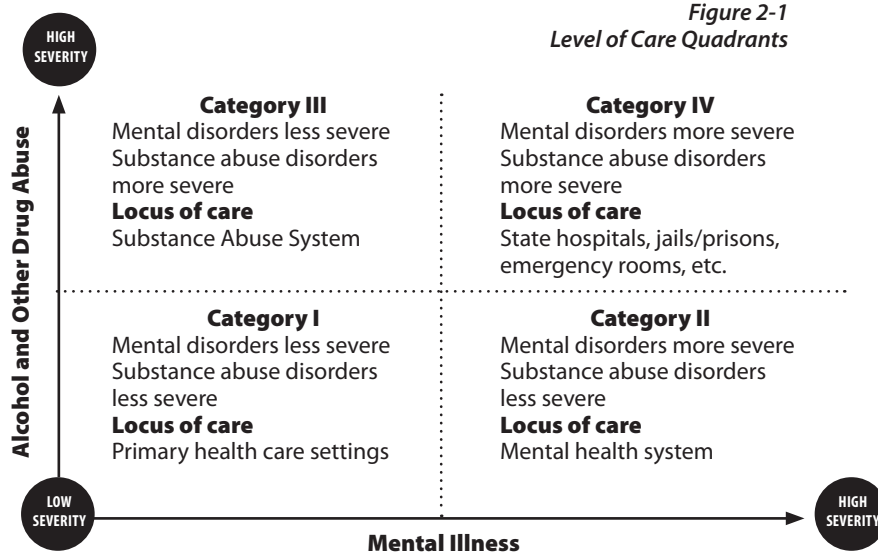 Figure 2-1
Level of Care Quadrants
HIGH
SEVERITY
Alcohol and Other Drug Abuse
Category III
Mental disorders less severe
Substance abuse disorders
more severe
Locus of care
Substance Abuse System
Category IV
Mental disorders more severe
Substance abuse disorders
more severe
Locus of care
State hospitals, jails/prisons,
emergency rooms, etc.
Category I
Mental disorders less severe
Substance abuse disorders
less severe
Locus of care
Primary health care settings
Category II
Mental disorders more severe
Substance abuse disorders
less severe
Locus of care
Mental health system
LOW
SEVERITY
Mental Illness
HIGH
SEVERITY